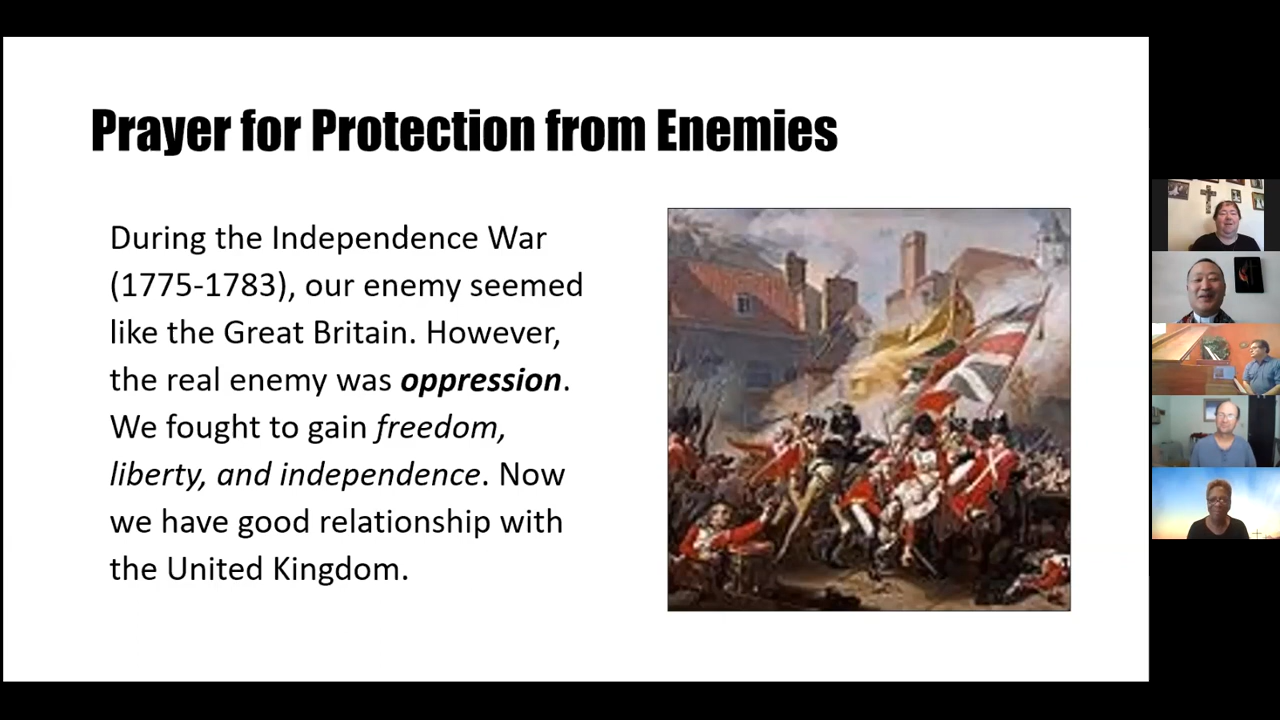 Prayer for Protection from Enemies
During the Independence War
(1775-1783), our enemy seemed
like the Great Britain. However,
the real enemy was oppression.
We fought to gain freedom,
liberty, and independence. Now
we have good relationship with
the United Kingdom.